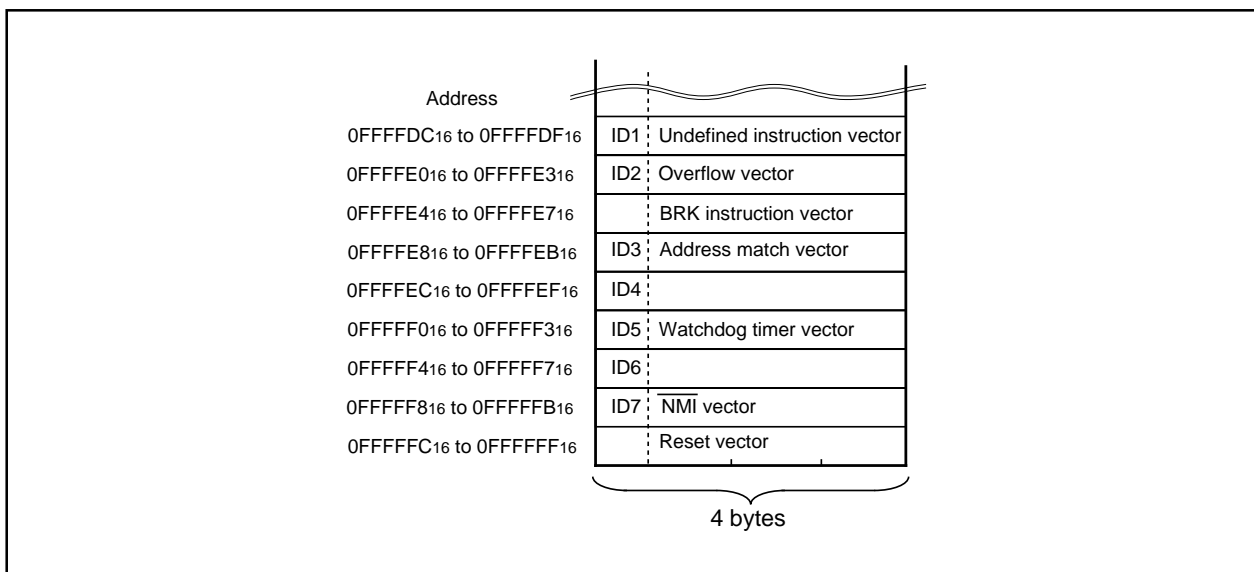 Address
0FFFFDC16 to 0FFFFDF16 ID1 Undefined instruction vector
0FFFFE016 to 0FFFFE316 ID2 Overflow vector
0FFFFE416 to 0FFFFE716 BRK instruction vector
0FFFFE816 to 0FFFFEB16 ID3 Address match vector
0FFFFEC16 to 0FFFFEF16 ID4
0FFFFF016 to 0FFFFF316 ID5 Watchdog timer vector
0FFFFF416 to 0FFFFF716 ID6
0FFFFF816 to 0FFFFFB16 ID7 N̅M̅I̅ vector
0FFFFFC16 to 0FFFFFF16 Reset vector
4 bytes